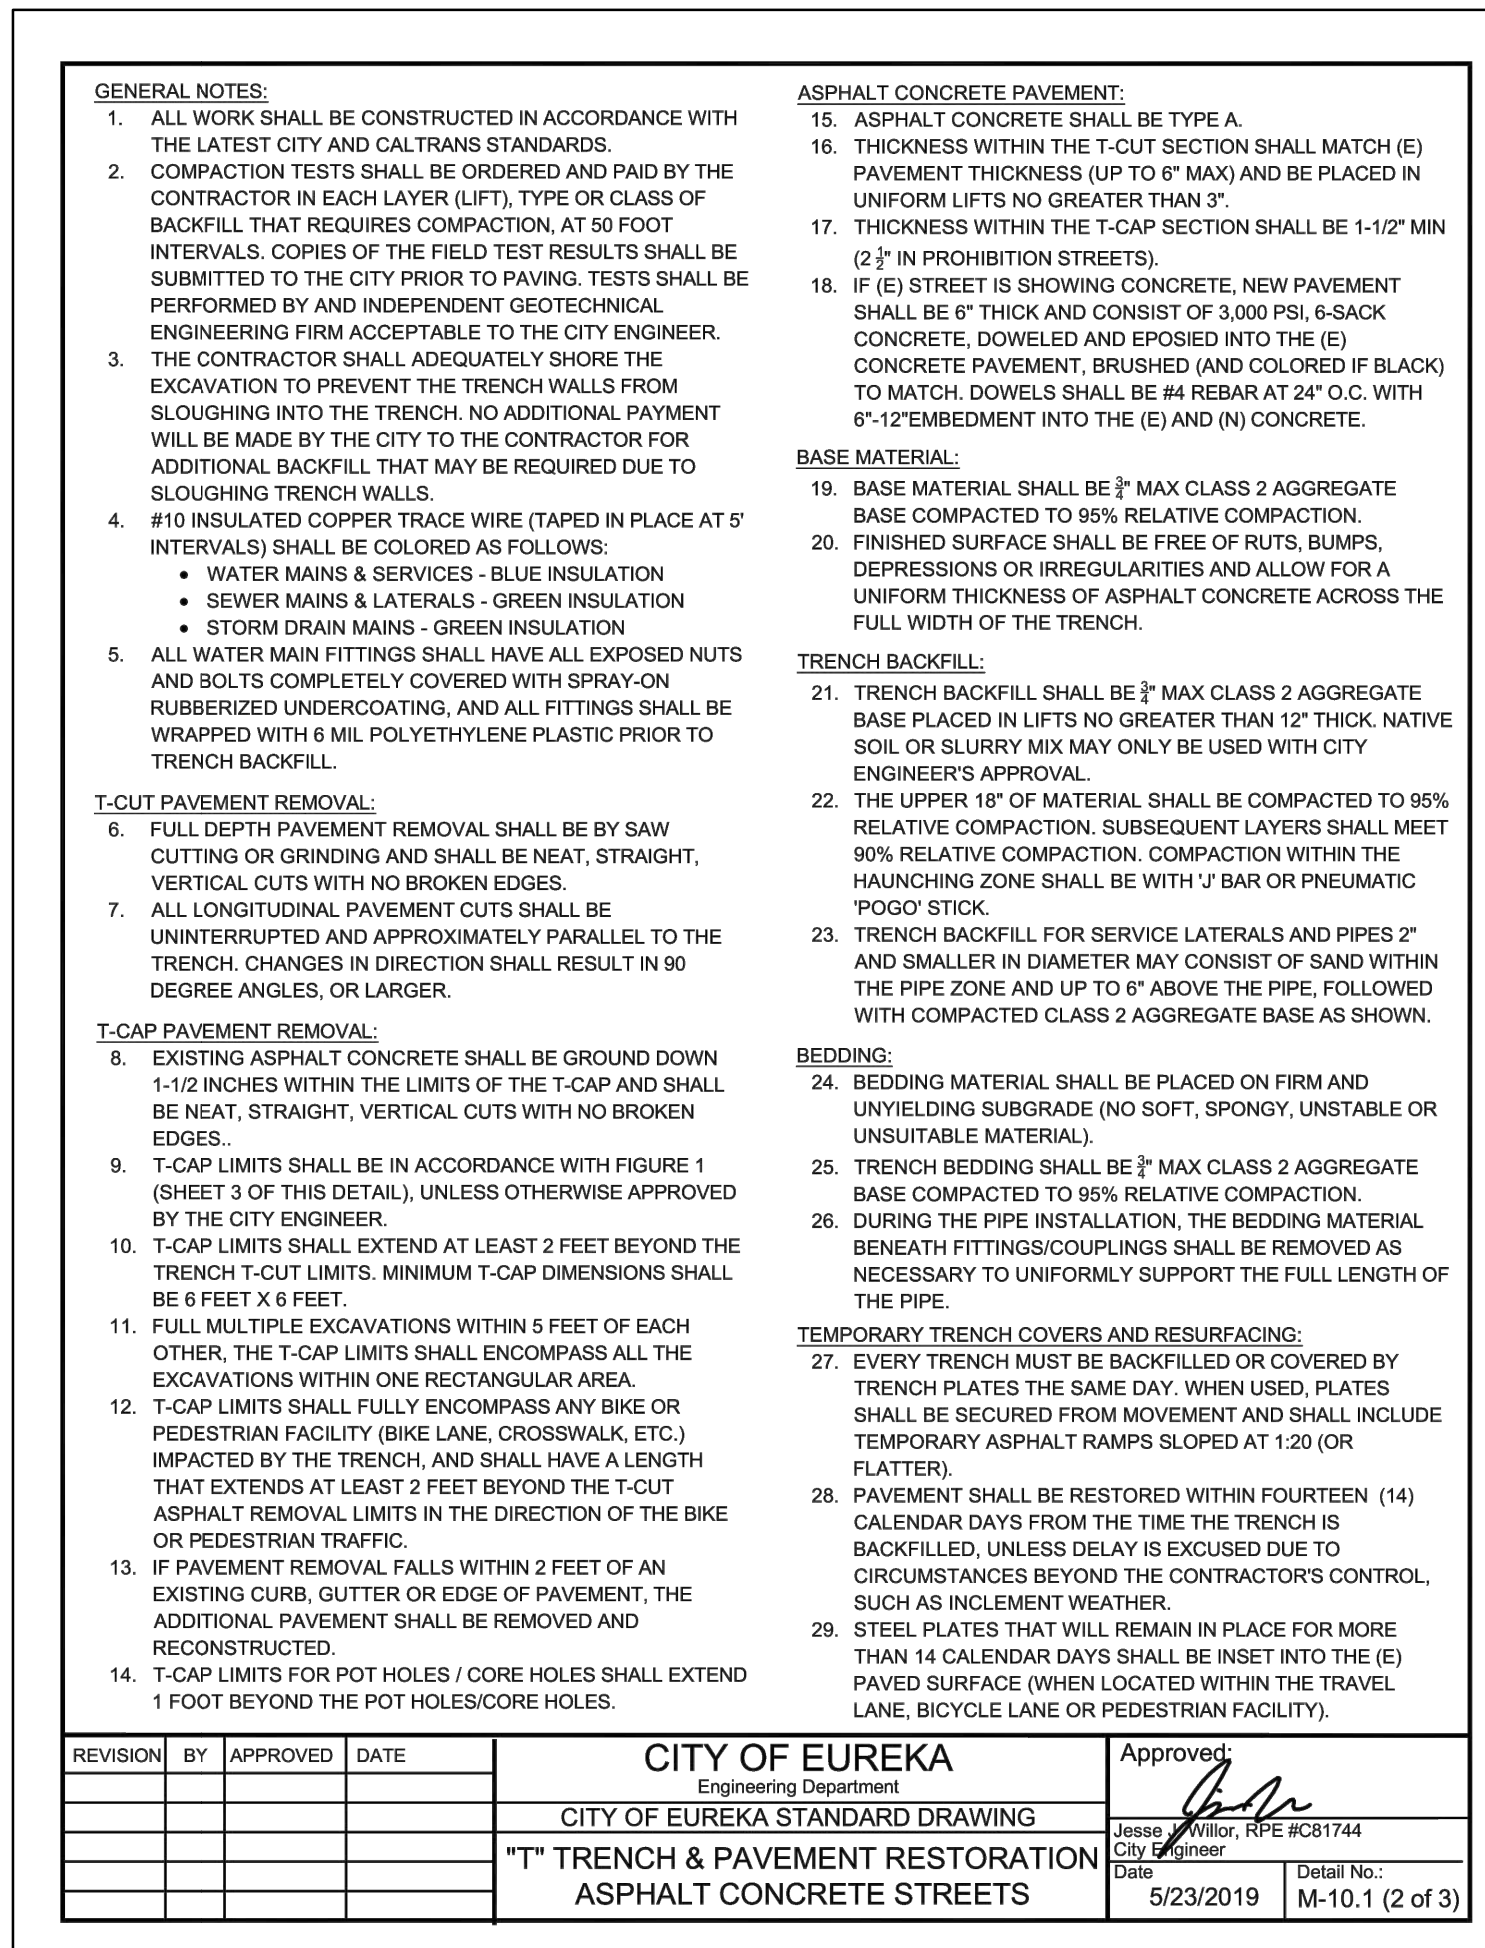 GENERAL NOTES:
1. ALL WORK SHALL BE CONSTRUCTED IN ACCORDANCE WITH
THE LATEST CITY AND CALTRANS STANDARDS.
2. COMPACTION TESTS SHALL BE ORDERED AND PAID BY THE
CONTRACTOR IN EACH LAYER (LIFT), TYPE OR CLASS OF
BACKFILL THAT REQUIRES COMPACTION, AT 50 FOOT
INTERVALS. COPIES OF THE FIELD TEST RESULTS SHALL BE
SUBMITTED TO THE CITY PRIOR TO PAVING. TESTS SHALL BE
PERFORMED BY AND INDEPENDENT GEOTECHNICAL
ENGINEERING FIRM ACCEPTABLE TO THE CITY ENGINEER.
3. THE CONTRACTOR SHALL ADEQUATELY SHORE THE
EXCAVATION TO PREVENT THE TRENCH WALLS FROM
SLOUGHING INTO THE TRENCH. NO ADDITIONAL PAYMENT
WILL BE MADE BY THE CITY TO THE CONTRACTOR FOR
ADDITIONAL BACKFILL THAT MAY BE REQUIRED DUE TO
SLOUGHING TRENCH WALLS.
4. #10 INSULATED COPPER TRACE WIRE (TAPED IN PLACE AT 5'
INTERVALS) SHALL BE COLORED AS FOLLOWS:
• WATER MAINS & SERVICES - BLUE INSULATION
• SEWER MAINS & LATERALS - GREEN INSULATION
• STORM DRAIN MAINS - GREEN INSULATION
5. ALL WATER MAIN FITTINGS SHALL HAVE ALL EXPOSED NUTS
AND BOLTS COMPLETELY COVERED WITH SPRAY-ON
RUBBERIZED UNDERCOATING, AND ALL FITTINGS SHALL BE
WRAPPED WITH 6 MIL POLYETHYLENE PLASTIC PRIOR TO
TRENCH BACKFILL.
T-CUT PAVEMENT REMOVAL:
6. FULL DEPTH PAVEMENT REMOVAL SHALL BE BY SAW
CUTTING OR GRINDING AND SHALL BE NEAT, STRAIGHT,
VERTICAL CUTS WITH NO BROKEN EDGES.
7. ALL LONGITUDINAL PAVEMENT CUTS SHALL BE
UNINTERRUPTED AND APPROXIMATELY PARALLEL TO THE
TRENCH. CHANGES IN DIRECTION SHALL RESULT IN 90
DEGREE ANGLES, OR LARGER.
T-CAP PAVEMENT REMOVAL:
8. EXISTING ASPHALT CONCRETE SHALL BE GROUND DOWN
1-1/2 INCHES WITHIN THE LIMITS OF THE T-CAP AND SHALL
BE NEAT, STRAIGHT, VERTICAL CUTS WITH NO BROKEN
EDGES..
9. T-CAP LIMITS SHALL BE IN ACCORDANCE WITH FIGURE 1
(SHEET 3 OF THIS DETAIL), UNLESS OTHERWISE APPROVED
BY THE CITY ENGINEER.
10. T-CAP LIMITS SHALL EXTEND AT LEAST 2 FEET BEYOND THE
TRENCH T-CUT LIMITS. MINIMUM T-CAP DIMENSIONS SHALL
BE 6 FEET X 6 FEET.
11. FULL MULTIPLE EXCAVATIONS WITHIN 5 FEET OF EACH
OTHER, THE T-CAP LIMITS SHALL ENCOMPASS ALL THE
EXCAVATIONS WITHIN ONE RECTANGULAR AREA.
12. T-CAP LIMITS SHALL FULLY ENCOMPASS ANY BIKE OR
PEDESTRIAN FACILITY (BIKE LANE, CROSSWALK, ETC.)
IMPACTED BY THE TRENCH, AND SHALL HAVE A LENGTH
THAT EXTENDS AT LEAST 2 FEET BEYOND THE T-CUT
ASPHALT REMOVAL LIMITS IN THE DIRECTION OF THE BIKE
OR PEDESTRIAN TRAFFIC.
13. IF PAVEMENT REMOVAL FALLS WITHIN 2 FEET OF AN
EXISTING CURB, GUTTER OR EDGE OF PAVEMENT, THE
ADDITIONAL PAVEMENT SHALL BE REMOVED AND
RECONSTRUCTED.
14. T-CAP LIMITS FOR POT HOLES / CORE HOLES SHALL EXTEND
1 FOOT BEYOND THE POT HOLES/CORE HOLES.
ASPHALT CONCRETE PAVEMENT:
15. ASPHALT CONCRETE SHALL BE TYPE A.
16. THICKNESS WITHIN THE T-CUT SECTION SHALL MATCH (E)
PAVEMENT THICKNESS (UP TO 6" MAX) AND BE PLACED IN
UNIFORM LIFTS NO GREATER THAN 3".
17. THICKNESS WITHIN THE T-CAP SECTION SHALL BE 1-1/2" MIN
(2 ½" IN PROHIBITION STREETS).
18. IF (E) STREET IS SHOWING CONCRETE, NEW PAVEMENT
SHALL BE 6" THICK AND CONSIST OF 3,000 PSI, 6-SACK
CONCRETE, DOWELED AND EPOSIED INTO THE (E)
CONCRETE PAVEMENT, BRUSHED (AND COLORED IF BLACK)
TO MATCH. DOWELS SHALL BE #4 REBAR AT 24" O.C. WITH
6"-12"EMBEDMENT INTO THE (E) AND (N) CONCRETE.
BASE MATERIAL:
19. BASE MATERIAL SHALL BE ¾" MAX CLASS 2 AGGREGATE
BASE COMPACTED TO 95% RELATIVE COMPACTION.
20. FINISHED SURFACE SHALL BE FREE OF RUTS, BUMPS,
DEPRESSIONS OR IRREGULARITIES AND ALLOW FOR A
UNIFORM THICKNESS OF ASPHALT CONCRETE ACROSS THE
FULL WIDTH OF THE TRENCH.
TRENCH BACKFILL:
21. TRENCH BACKFILL SHALL BE ¾" MAX CLASS 2 AGGREGATE
BASE PLACED IN LIFTS NO GREATER THAN 12" THICK. NATIVE
SOIL OR SLURRY MIX MAY ONLY BE USED WITH CITY
ENGINEER'S APPROVAL.
22. THE UPPER 18" OF MATERIAL SHALL BE COMPACTED TO 95%
RELATIVE COMPACTION. SUBSEQUENT LAYERS SHALL MEET
90% RELATIVE COMPACTION. COMPACTION WITHIN THE
HAUNCHING ZONE SHALL BE WITH 'J' BAR OR PNEUMATIC
'POGO' STICK.
23. TRENCH BACKFILL FOR SERVICE LATERALS AND PIPES 2"
AND SMALLER IN DIAMETER MAY CONSIST OF SAND WITHIN
THE PIPE ZONE AND UP TO 6" ABOVE THE PIPE, FOLLOWED
WITH COMPACTED CLASS 2 AGGREGATE BASE AS SHOWN.
BEDDING:
24. BEDDING MATERIAL SHALL BE PLACED ON FIRM AND
UNYIELDING SUBGRADE (NO SOFT, SPONGY, UNSTABLE OR
UNSUITABLE MATERIAL).
25. TRENCH BEDDING SHALL BE ¾" MAX CLASS 2 AGGREGATE
BASE COMPACTED TO 95% RELATIVE COMPACTION.
26. DURING THE PIPE INSTALLATION, THE BEDDING MATERIAL
BENEATH FITTINGS/COUPLINGS SHALL BE REMOVED AS
NECESSARY TO UNIFORMLY SUPPORT THE FULL LENGTH OF
THE PIPE.
TEMPORARY TRENCH COVERS AND RESURFACING:
27. EVERY TRENCH MUST BE BACKFILLED OR COVERED BY
TRENCH PLATES THE SAME DAY. WHEN USED, PLATES
SHALL BE SECURED FROM MOVEMENT AND SHALL INCLUDE
TEMPORARY ASPHALT RAMPS SLOPED AT 1:20 (OR
FLATTER).
28. PAVEMENT SHALL BE RESTORED WITHIN FOURTEEN (14)
CALENDAR DAYS FROM THE TIME THE TRENCH IS
BACKFILLED, UNLESS DELAY IS EXCUSED DUE TO
CIRCUMSTANCES BEYOND THE CONTRACTOR'S CONTROL,
SUCH AS INCLEMENT WEATHER.
29. STEEL PLATES THAT WILL REMAIN IN PLACE FOR MORE
THAN 14 CALENDAR DAYS SHALL BE INSET INTO THE (E)
PAVED SURFACE (WHEN LOCATED WITHIN THE TRAVEL
LANE, BICYCLE LANE OR PEDESTRIAN FACILITY).
REVISION BY APPROVED DATE
CITY OF EUREKA
Engineering Department
CITY OF EUREKA STANDARD DRAWING
"T" TRENCH & PAVEMENT RESTORATION
ASPHALT CONCRETE STREETS
Approved:
Jesse J. Willor, RPE #C81744
City Engineer
Date
5/23/2019
Detail No.:
M-10.1 (2 of 3)